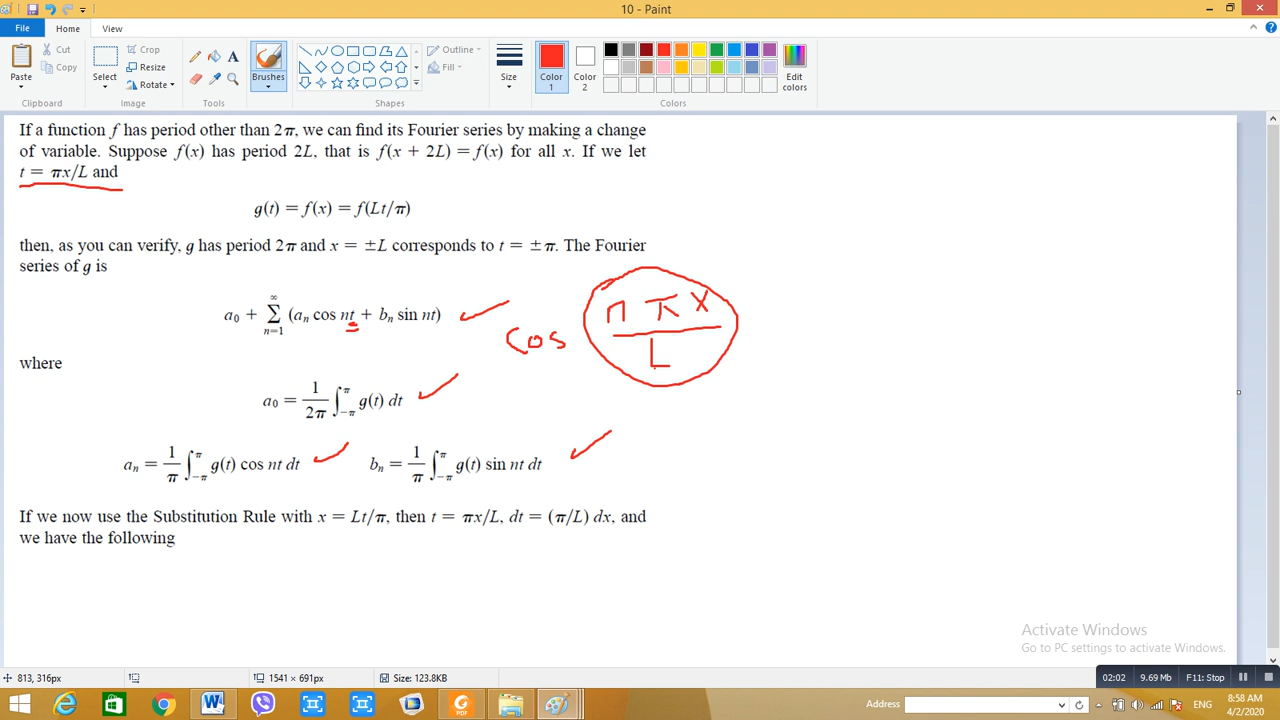 10 - Paint
File Home View
Paste Cut Copy Clipboard
Select Crop Resize Rotate Image
Tools
Brushes
Outline Fill Shapes
Size
Color 1 Color 2 Edit colors Colors
If a function f has period other than 2π, we can find its Fourier series by making a change
of variable. Suppose f(x) has period 2L, that is f(x + 2L) = f(x) for all x. If we let
t = πx/L and
g(t) = f(x) = f(Lt/π)
then, as you can verify, g has period 2π and x = ±L corresponds to t = ±π. The Fourier
series of g is
a₀ + ∞ Σ n=1 (aₙ cos nt + bₙ sin nt)
cos nπx / L
where
a₀ = 1/2π ∫_{-π}^{π} g(t) dt
aₙ = 1/π ∫_{-π}^{π} g(t) cos nt dt bₙ = 1/π ∫_{-π}^{π} g(t) sin nt dt
If we now use the Substitution Rule with x = Lt/π, then t = πx/L, dt = (π/L) dx, and
we have the following
Activate Windows
Go to PC settings to activate Windows.
813, 316px 1541 × 691px Size: 123.8KB
02:02 9.69 Mb F11: Stop
PDF
Address ENG 8:58 AM
4/2/2020